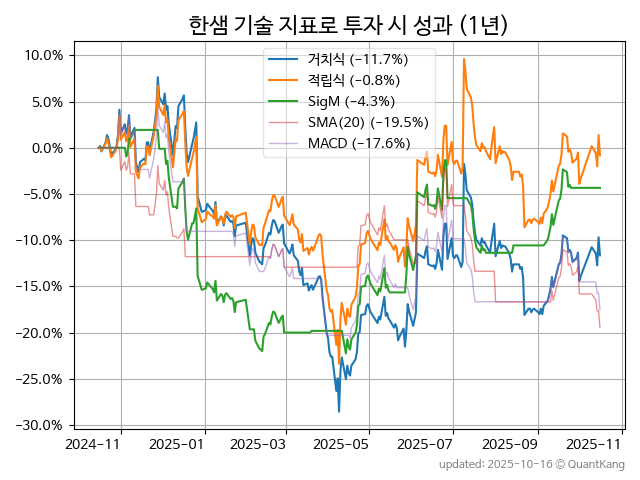 한샘 기술 지표로 투자 시 성과 (1년)
거치식 (−11.7%)
적립식 (−0.8%)
SigM (−4.3%)
SMA(20) (−19.5%)
MACD (−17.6%)
10.0%
5.0%
0.0%
−5.0%
−10.0%
−15.0%
−20.0%
−25.0%
−30.0%
2024−11 2025−01 2025−03 2025−05 2025−07 2025−09 2025−11
updated: 2025-10-16 © QuantKang